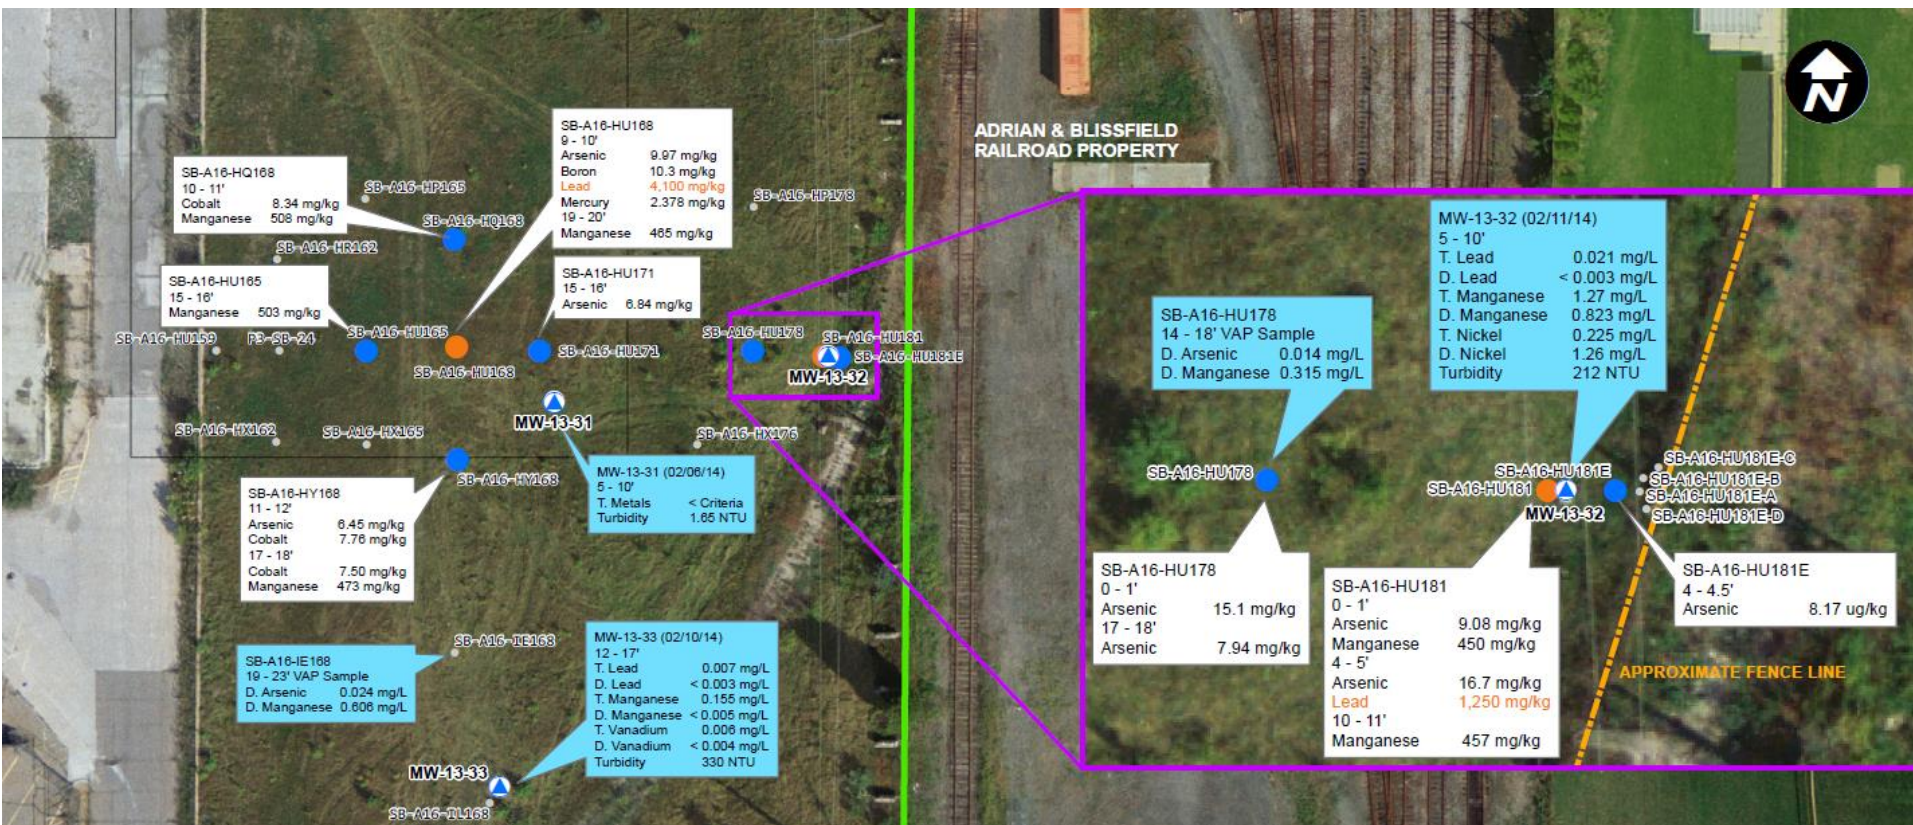 N
ADRIAN & BLISSFIELD
RAILROAD PROPERTY
SB-A16-HU168
9 - 10'
Arsenic 9.97 mg/kg
Boron 10.3 mg/kg
Lead 4,100 mg/kg
Mercury 2.378 mg/kg
19 - 20'
Manganese 465 mg/kg
SB-A16-HQ168
10 - 11'
Cobalt 8.34 mg/kg
Manganese 508 mg/kg
SB-A16-HP165
SB-A16-HQ168
SB-A16-HP178
SB-A16-HR162
SB-A16-HU165
15 - 16'
Manganese 503 mg/kg
SB-A16-HU171
15 - 16'
Arsenic 6.84 mg/kg
SB-A16-HU159
P3-SB-24
SB-A16-HU165
SB-A16-HU168
SB-A16-HU171
SB-A16-HU178
SB-A16-HU181
SB-A16-HU181E
MW-13-32
MW-13-31
SB-A16-HX162
SB-A16-HX165
SB-A16-HX176
SB-A16-HY168
MW-13-31 (02/06/14)
5 - 10'
T. Metals < Criteria
Turbidity 1.65 NTU
SB-A16-HY168
11 - 12'
Arsenic 6.45 mg/kg
Cobalt 7.76 mg/kg
17 - 18'
Cobalt 7.50 mg/kg
Manganese 473 mg/kg
SB-A16-IE168
SB-A16-IE168
19 - 23' VAP Sample
D. Arsenic 0.024 mg/L
D. Manganese 0.606 mg/L
MW-13-33 (02/10/14)
12 - 17'
T. Lead 0.007 mg/L
D. Lead < 0.003 mg/L
T. Manganese 0.155 mg/L
D. Manganese < 0.005 mg/L
T. Vanadium 0.006 mg/L
D. Vanadium < 0.004 mg/L
Turbidity 330 NTU
MW-13-33
SB-A16-IL168
MW-13-32 (02/11/14)
5 - 10'
T. Lead 0.021 mg/L
D. Lead < 0.003 mg/L
T. Manganese 1.27 mg/L
D. Manganese 0.823 mg/L
T. Nickel 0.225 mg/L
D. Nickel 1.26 mg/L
Turbidity 212 NTU
SB-A16-HU178
14 - 18' VAP Sample
D. Arsenic 0.014 mg/L
D. Manganese 0.315 mg/L
SB-A16-HU178
SB-A16-HU181E
SB-A16-HU181
MW-13-32
SB-A16-HU181E-C
SB-A16-HU181E-B
SB-A16-HU181E-A
SB-A16-HU181E-D
SB-A16-HU178
0 - 1'
Arsenic 15.1 mg/kg
17 - 18'
Arsenic 7.94 mg/kg
SB-A16-HU181
0 - 1'
Arsenic 9.08 mg/kg
Manganese 450 mg/kg
4 - 5'
Arsenic 16.7 mg/kg
Lead 1,250 mg/kg
10 - 11'
Manganese 457 mg/kg
SB-A16-HU181E
4 - 4.5'
Arsenic 8.17 ug/kg
APPROXIMATE FENCE LINE